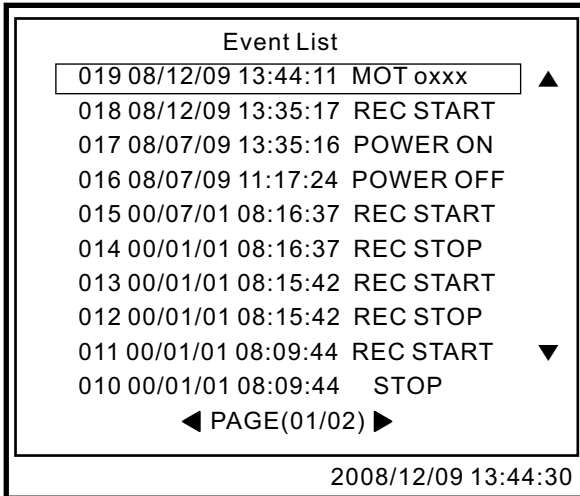 Event List
019 08/12/09 13:44:11 MOT oxxx
018 08/12/09 13:35:17 REC START
017 08/07/09 13:35:16 POWER ON
016 08/07/09 11:17:24 POWER OFF
015 00/07/01 08:16:37 REC START
014 00/01/01 08:16:37 REC STOP
013 00/01/01 08:15:42 REC START
012 00/01/01 08:15:42 REC STOP
011 00/01/01 08:09:44 REC START
010 00/01/01 08:09:44 STOP
◀ PAGE(01/02) ▶
2008/12/09 13:44:30